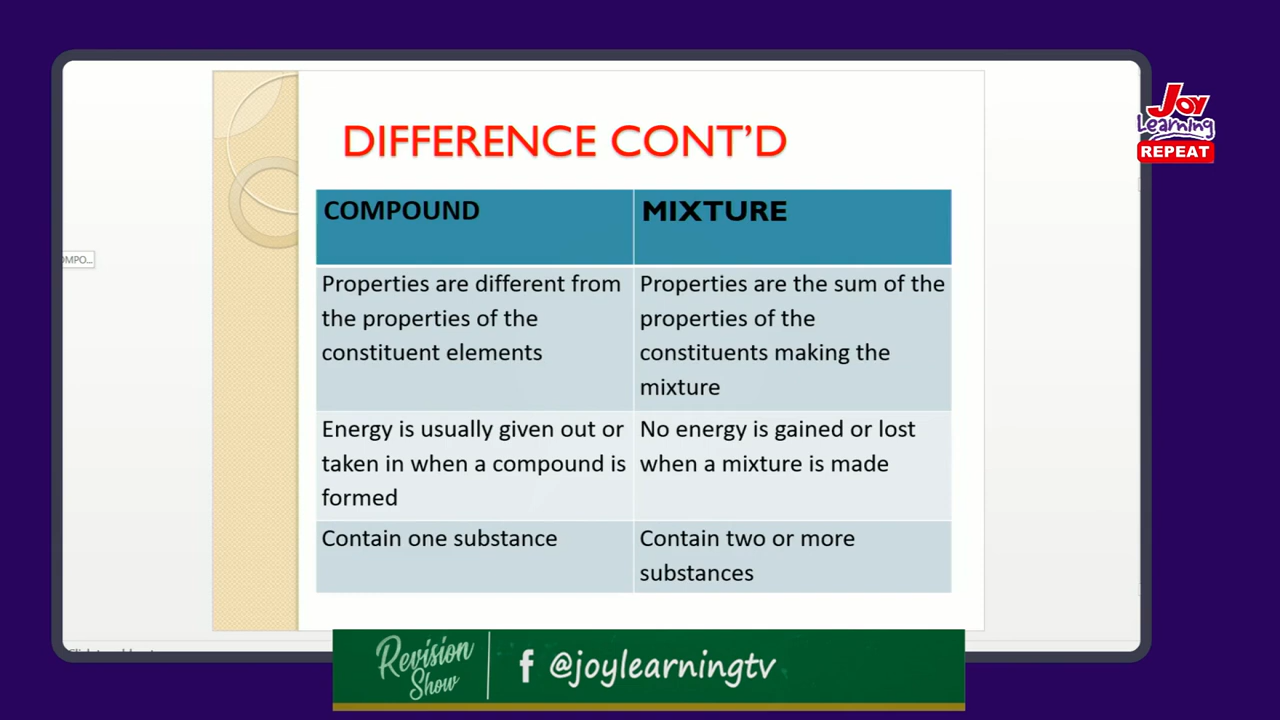 Joy
Learning
REPEAT
DIFFERENCE CONT'D
COMPOUND
MIXTURE
Properties are different from
the properties of the
constituent elements
Properties are the sum of the
properties of the
constituents making the
mixture
Energy is usually given out or
taken in when a compound is
formed
No energy is gained or lost
when a mixture is made
Contain one substance
Contain two or more
substances
OMPO...
Revision
Show
f @joylearningtv